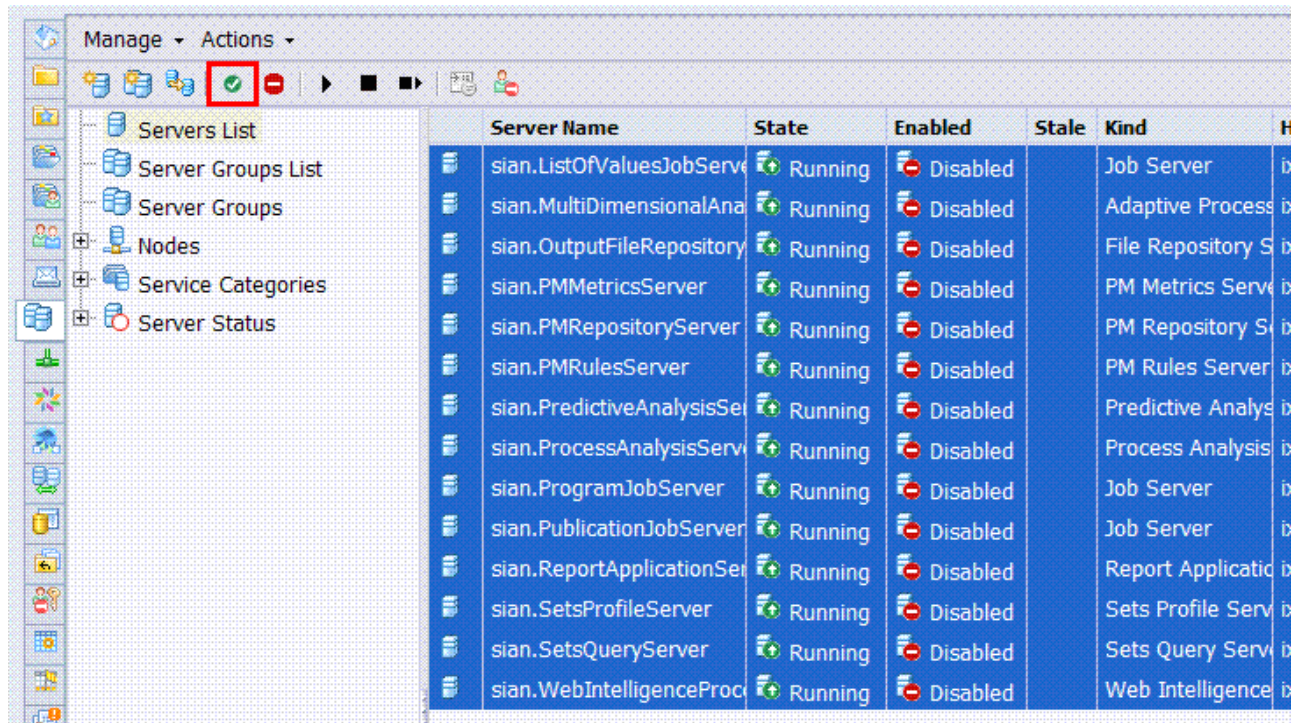 Manage Actions
Servers List
Server Groups List
Server Groups
Nodes
Service Categories
Server Status
Server Name State Enabled Stale Kind H
sian.ListOfValuesJobServe Running Disabled Job Server
sian.MultiDimensionalAna Running Disabled Adaptive Process
sian.OutputFileRepository Running Disabled File Repository S
sian.PMMetricsServer Running Disabled PM Metrics Serve
sian.PMRepositoryServer Running Disabled PM Repository Se
sian.PMRulesServer Running Disabled PM Rules Server
sian.PredictiveAnalysisSer Running Disabled Predictive Analys
sian.ProcessAnalysisServ Running Disabled Process Analysis
sian.ProgramJobServer Running Disabled Job Server
sian.PublicationJobServer Running Disabled Job Server
sian.ReportApplicationSer Running Disabled Report Applicatio
sian.SetsProfileServer Running Disabled Sets Profile Serv
sian.SetsQueryServer Running Disabled Sets Query Serv
sian.WebIntelligenceProc Running Disabled Web Intelligence